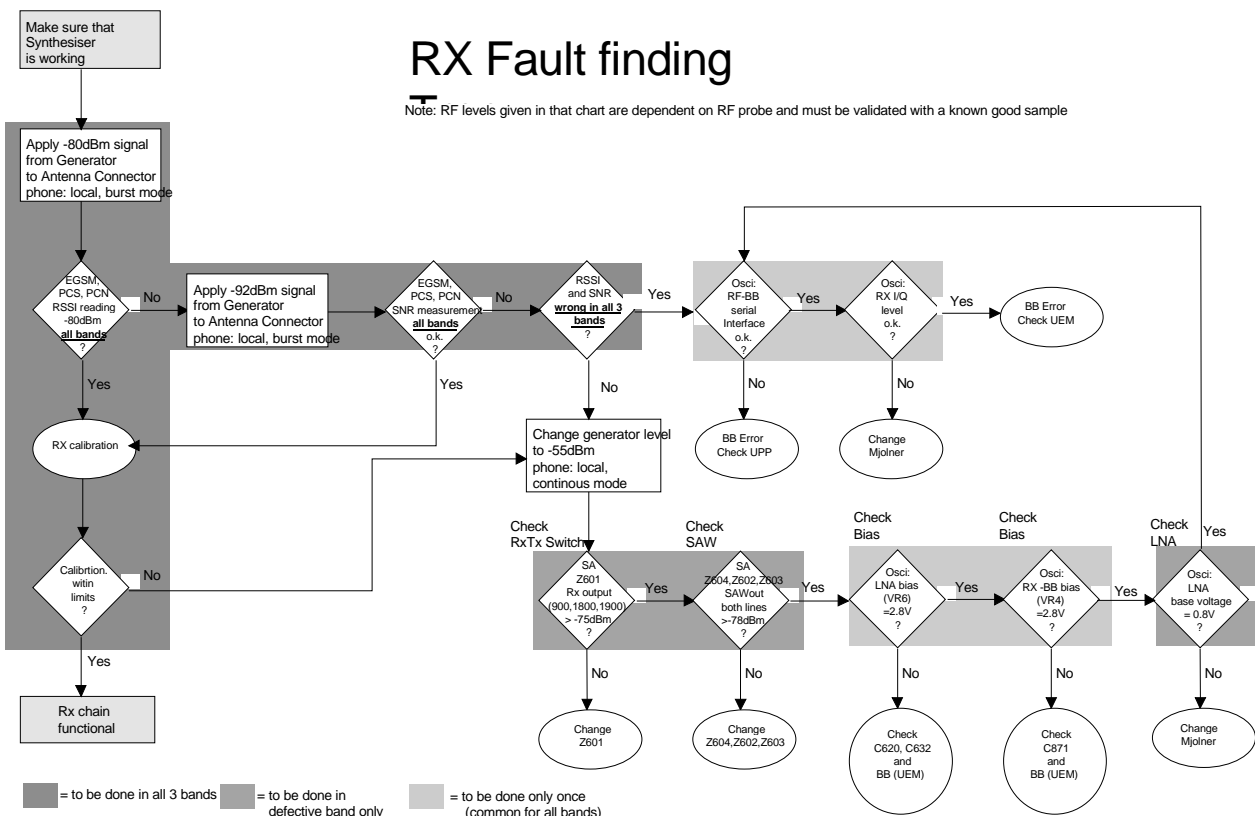 Make sure that
Synthesiser
is working
RX Fault finding
Note: RF levels given in that chart are dependent on RF probe and must be validated with a known good sample
Apply -80dBm signal
from Generator
to Antenna Connector
phone: local, burst mode
EGSM,
PCS, PCN
RSSI reading
-80dBm
all bands
?
No
Apply -92dBm signal
from Generator
to Antenna Connector
phone: local, burst mode
EGSM,
PCS, PCN
SNR measurement
all bands
o.k.
?
No
RSSI
and SNR
wrong in all 3
bands
?
Yes
Osci:
RF-BB
serial
Interface
o.k.
?
Yes
Osci:
RX I/Q
level
o.k.
?
Yes
BB Error
Check UEM
Yes
Yes
No
No
No
RX calibration
Change generator level
to -55dBm
phone: local,
continous mode
BB Error
Check UPP
Change
Mjolner
Check
RxTx Switch
Check
SAW
Check
Bias
Check
Bias
Check
LNA
Yes
Calibrtion.
witin
limits
?
No
SA
Z601
Rx output
(900,1800,1900)
> -75dBm
?
Yes
SA
Z604,Z602,Z603
SAWout
both lines
>-78dBm
?
Yes
Osci:
LNA bias
(VR6)
=2.8V
?
Yes
Osci:
RX -BB bias
(VR4)
=2.8V
?
Yes
Osci:
LNA
base voltage
= 0.8V
?
Yes
No
No
No
No
No
Rx chain
functional
Change
Z601
Change
Z604,Z602,Z603
Check
C620, C632
and
BB (UEM)
Check
C871
and
BB (UEM)
Change
Mjolner
= to be done in all 3 bands
= to be done in
defective band only
= to be done only once
(common for all bands)